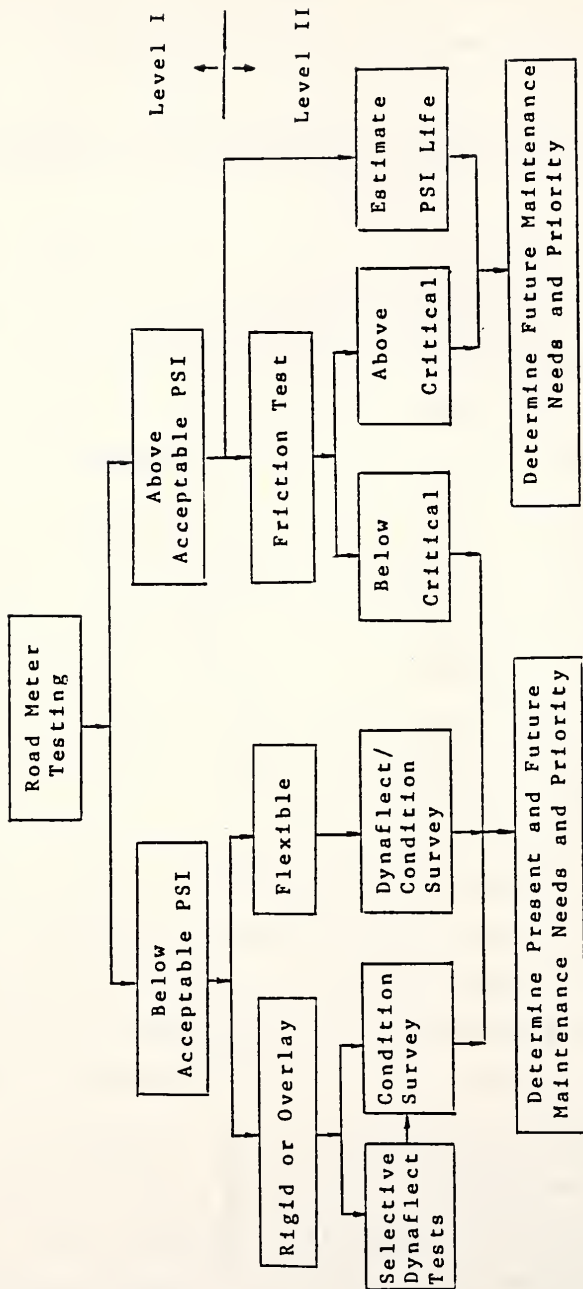 Road Meter
Testing
Level I
Level II
Below
Acceptable PSI
Above
Acceptable PSI
Rigid or Overlay
Flexible
Friction Test
Selective
Dynaflect
Tests
Condition
Survey
Dynaflect/
Condition
Survey
Below
Critical
Above
Critical
Estimate
PSI Life
Determine Present and Future
Maintenance Needs and Priority
Determine Future Maintenance
Needs and Priority